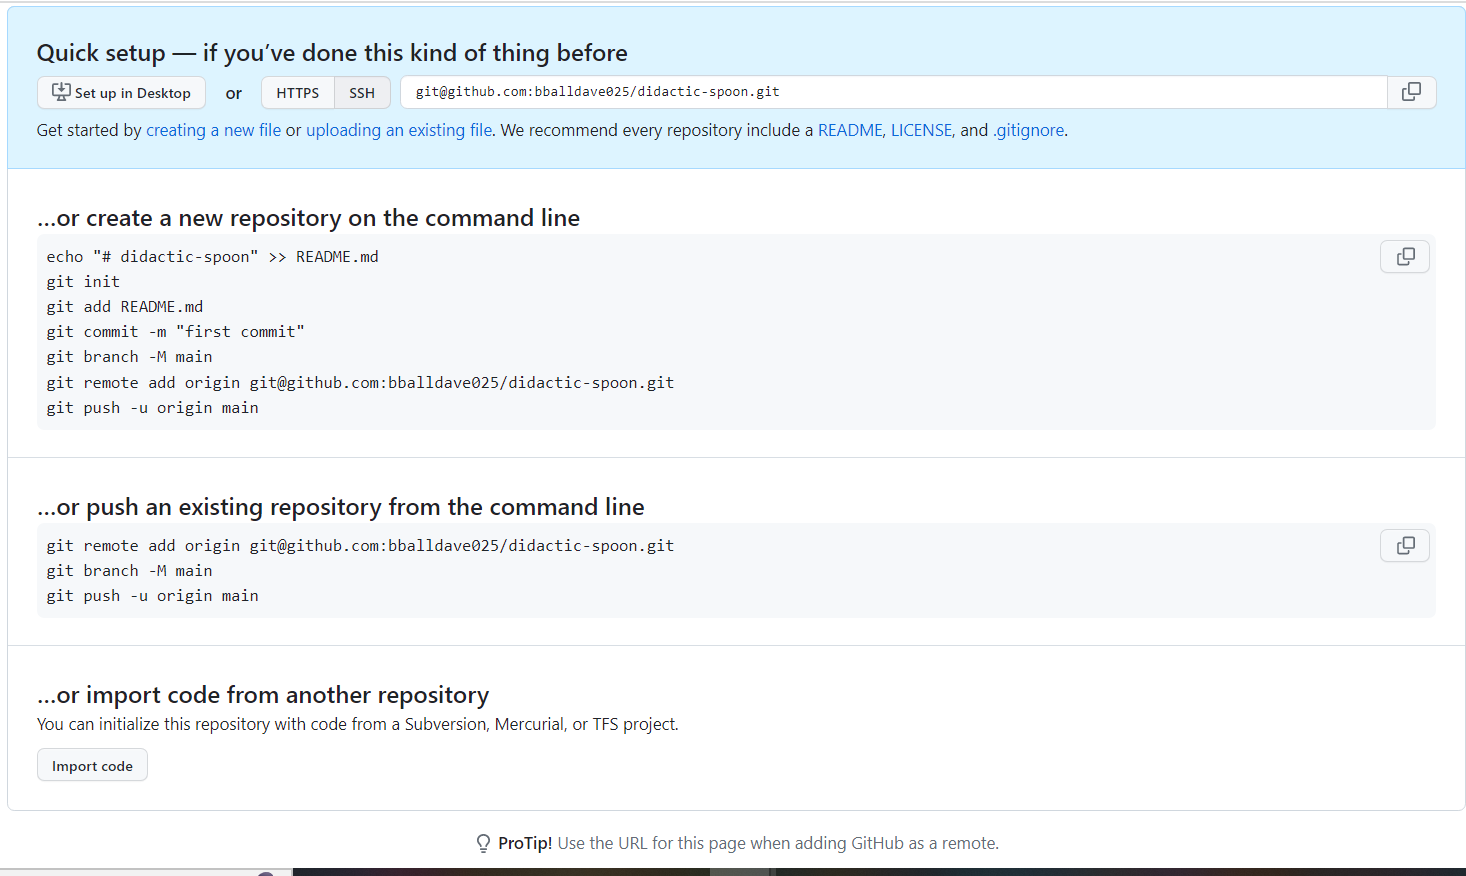 Quick setup — if you’ve done this kind of thing before
Set up in Desktop or HTTPS SSH git@github.com:bballdave025/didactic-spoon.git
Get started by creating a new file or uploading an existing file. We recommend every repository include a README, LICENSE, and .gitignore.
…or create a new repository on the command line
echo "# didactic-spoon" >> README.md
git init
git add README.md
git commit -m "first commit"
git branch -M main
git remote add origin git@github.com:bballdave025/didactic-spoon.git
git push -u origin main
…or push an existing repository from the command line
git remote add origin git@github.com:bballdave025/didactic-spoon.git
git branch -M main
git push -u origin main
…or import code from another repository
You can initialize this repository with code from a Subversion, Mercurial, or TFS project.
Import code
ProTip! Use the URL for this page when adding GitHub as a remote.